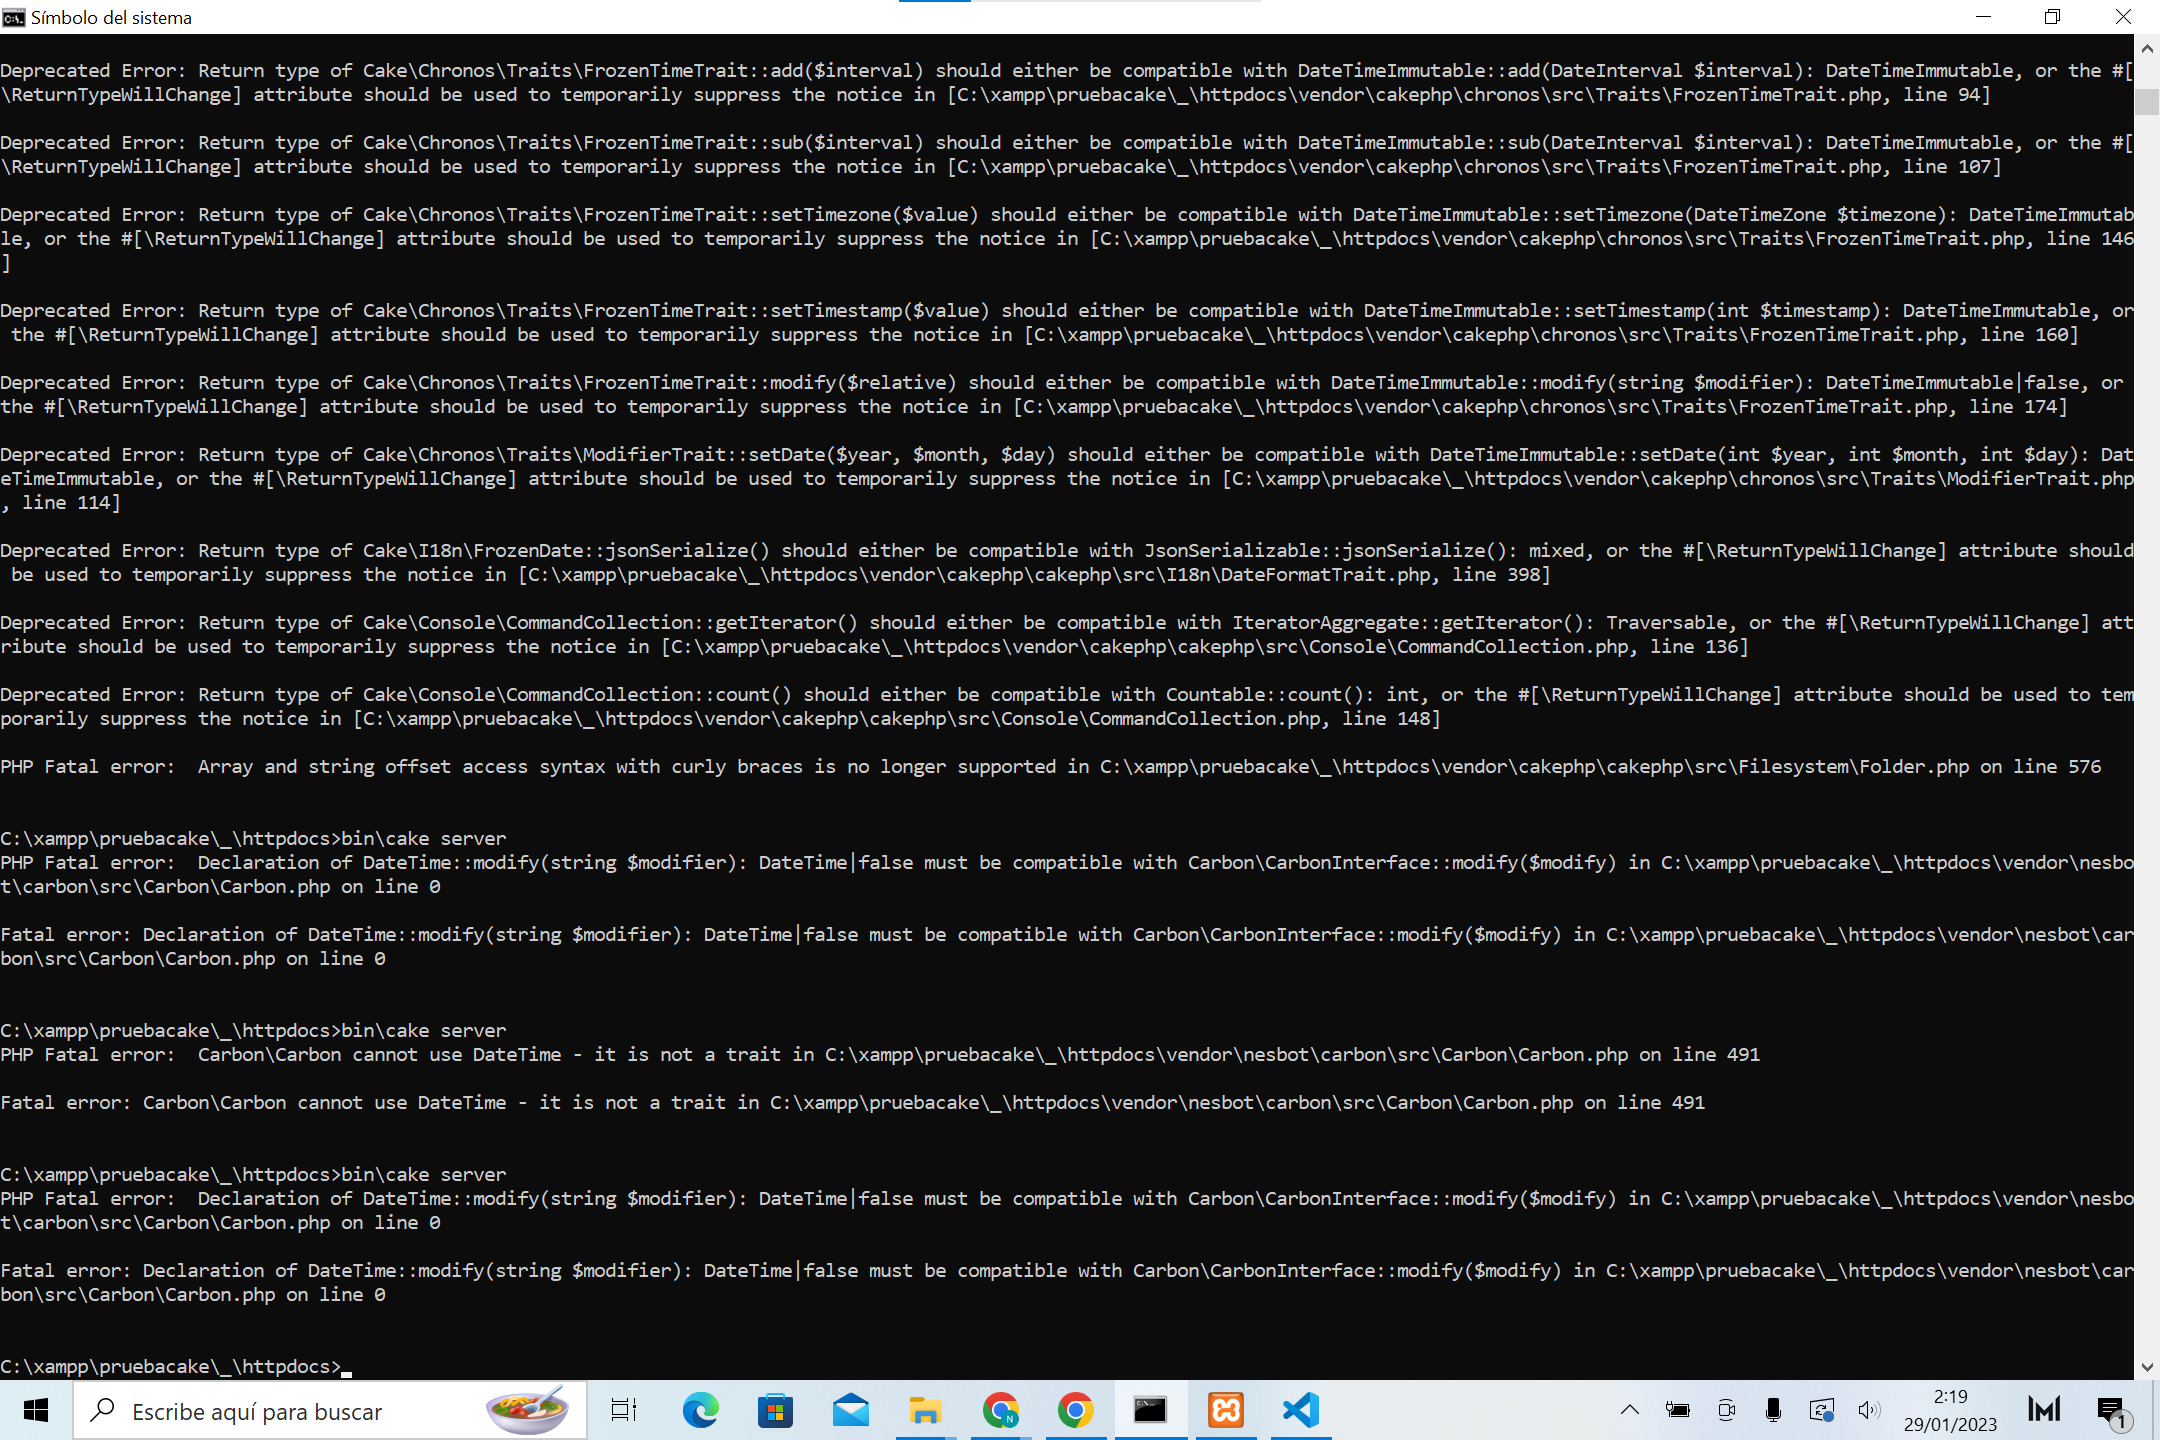 Símbolo del sistema
Deprecated Error: Return type of Cake\Chronos\Traits\FrozenTimeTrait::add($interval) should either be compatible with DateTimeImmutable::add(DateInterval $interval): DateTimeImmutable, or the #[
\ReturnTypeWillChange] attribute should be used to temporarily suppress the notice in [C:\xampp\pruebacake\_\httpdocs\vendor\cakephp\chronos\src\Traits\FrozenTimeTrait.php, line 94]
Deprecated Error: Return type of Cake\Chronos\Traits\FrozenTimeTrait::sub($interval) should either be compatible with DateTimeImmutable::sub(DateInterval $interval): DateTimeImmutable, or the #[
\ReturnTypeWillChange] attribute should be used to temporarily suppress the notice in [C:\xampp\pruebacake\_\httpdocs\vendor\cakephp\chronos\src\Traits\FrozenTimeTrait.php, line 107]
Deprecated Error: Return type of Cake\Chronos\Traits\FrozenTimeTrait::setTimezone($value) should either be compatible with DateTimeImmutable::setTimezone(DateTimeZone $timezone): DateTimeImmutab
le, or the #[\ReturnTypeWillChange] attribute should be used to temporarily suppress the notice in [C:\xampp\pruebacake\_\httpdocs\vendor\cakephp\chronos\src\Traits\FrozenTimeTrait.php, line 146
]
Deprecated Error: Return type of Cake\Chronos\Traits\FrozenTimeTrait::setTimestamp($value) should either be compatible with DateTimeImmutable::setTimestamp(int $timestamp): DateTimeImmutable, or
 the #[\ReturnTypeWillChange] attribute should be used to temporarily suppress the notice in [C:\xampp\pruebacake\_\httpdocs\vendor\cakephp\chronos\src\Traits\FrozenTimeTrait.php, line 160]
Deprecated Error: Return type of Cake\Chronos\Traits\FrozenTimeTrait::modify($relative) should either be compatible with DateTimeImmutable::modify(string $modifier): DateTimeImmutable|false, or
the #[\ReturnTypeWillChange] attribute should be used to temporarily suppress the notice in [C:\xampp\pruebacake\_\httpdocs\vendor\cakephp\chronos\src\Traits\FrozenTimeTrait.php, line 174]
Deprecated Error: Return type of Cake\Chronos\Traits\ModifierTrait::setDate($year, $month, $day) should either be compatible with DateTimeImmutable::setDate(int $year, int $month, int $day): Dat
eTimeImmutable, or the #[\ReturnTypeWillChange] attribute should be used to temporarily suppress the notice in [C:\xampp\pruebacake\_\httpdocs\vendor\cakephp\chronos\src\Traits\ModifierTrait.php
, line 114]
Deprecated Error: Return type of Cake\I18n\FrozenDate::jsonSerialize() should either be compatible with JsonSerializable::jsonSerialize(): mixed, or the #[\ReturnTypeWillChange] attribute should
 be used to temporarily suppress the notice in [C:\xampp\pruebacake\_\httpdocs\vendor\cakephp\cakephp\src\I18n\DateFormatTrait.php, line 398]
Deprecated Error: Return type of Cake\Console\CommandCollection::getIterator() should either be compatible with IteratorAggregate::getIterator(): Traversable, or the #[\ReturnTypeWillChange] att
ribute should be used to temporarily suppress the notice in [C:\xampp\pruebacake\_\httpdocs\vendor\cakephp\cakephp\src\Console\CommandCollection.php, line 136]
Deprecated Error: Return type of Cake\Console\CommandCollection::count() should either be compatible with Countable::count(): int, or the #[\ReturnTypeWillChange] attribute should be used to tem
porarily suppress the notice in [C:\xampp\pruebacake\_\httpdocs\vendor\cakephp\cakephp\src\Console\CommandCollection.php, line 148]
PHP Fatal error:  Array and string offset access syntax with curly braces is no longer supported in C:\xampp\pruebacake\_\httpdocs\vendor\cakephp\cakephp\src\Filesystem\Folder.php on line 576
C:\xampp\pruebacake\_\httpdocs>bin\cake server
PHP Fatal error:  Declaration of DateTime::modify(string $modifier): DateTime|false must be compatible with Carbon\CarbonInterface::modify($modify) in C:\xampp\pruebacake\_\httpdocs\vendor\nesbo
t\carbon\src\Carbon\Carbon.php on line 0
Fatal error: Declaration of DateTime::modify(string $modifier): DateTime|false must be compatible with Carbon\CarbonInterface::modify($modify) in C:\xampp\pruebacake\_\httpdocs\vendor\nesbot\car
bon\src\Carbon\Carbon.php on line 0
C:\xampp\pruebacake\_\httpdocs>bin\cake server
PHP Fatal error:  Carbon\Carbon cannot use DateTime - it is not a trait in C:\xampp\pruebacake\_\httpdocs\vendor\nesbot\carbon\src\Carbon\Carbon.php on line 491
Fatal error: Carbon\Carbon cannot use DateTime - it is not a trait in C:\xampp\pruebacake\_\httpdocs\vendor\nesbot\carbon\src\Carbon\Carbon.php on line 491
C:\xampp\pruebacake\_\httpdocs>bin\cake server
PHP Fatal error:  Declaration of DateTime::modify(string $modifier): DateTime|false must be compatible with Carbon\CarbonInterface::modify($modify) in C:\xampp\pruebacake\_\httpdocs\vendor\nesbo
t\carbon\src\Carbon\Carbon.php on line 0
Fatal error: Declaration of DateTime::modify(string $modifier): DateTime|false must be compatible with Carbon\CarbonInterface::modify($modify) in C:\xampp\pruebacake\_\httpdocs\vendor\nesbot\car
bon\src\Carbon\Carbon.php on line 0
C:\xampp\pruebacake\_\httpdocs>
Escribe aquí para buscar
N
2:19
29/01/2023
1